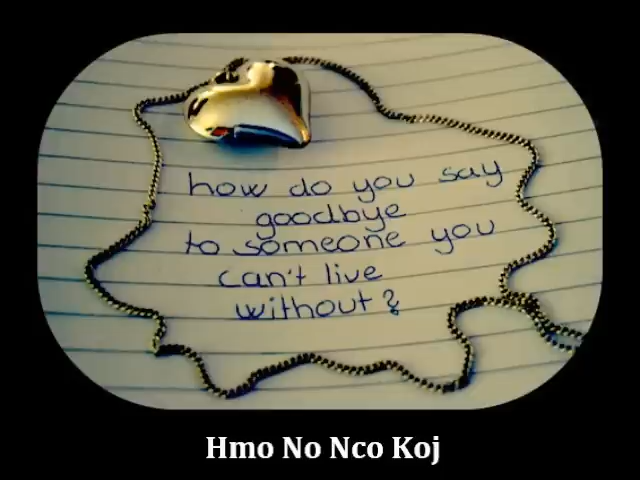 how do you say
goodbye
to someone you
can't live
without?
Hmo No Nco Koj